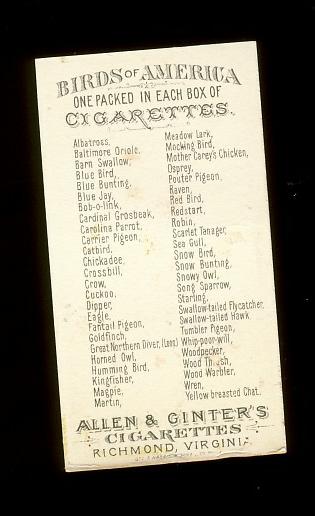 BIRDS OF AMERICA
ONE PACKED IN EACH BOX OF
CIGARETTES.
Albatross,
Baltimore Oriole,
Barn Swallow,
Blue Bird,
Blue Bunting,
Blue Jay,
Bob-o-link,
Cardinal Grosbeak,
Carolina Parrot,
Carrier Pigeon,
Catbird,
Chickadee,
Crossbill,
Crow,
Cuckoo,
Dipper,
Eagle,
Fantail Pigeon,
Goldfinch,
Great Northern Diver, (Loon)
Horned Owl,
Humming Bird,
Kingfisher,
Magpie,
Martin,
Meadow Lark,
Mocking Bird,
Mother Carey's Chicken,
Osprey,
Pouter Pigeon,
Raven,
Red Bird,
Redstart,
Robin,
Scarlet Tanager,
Sea Gull,
Snow Bird,
Snow Bunting,
Snowy Owl,
Song Sparrow,
Starling,
Swallow-tailed Flycatcher,
Swallow-tailed Hawk
Tumbler Pigeon,
Whip-poor-will,
Woodpecker,
Wood Thrush,
Wood Warbler,
Wren,
Yellow breasted Chat.
ALLEN & GINTER'S
CIGARETTES
RICHMOND, VIRGINIA.